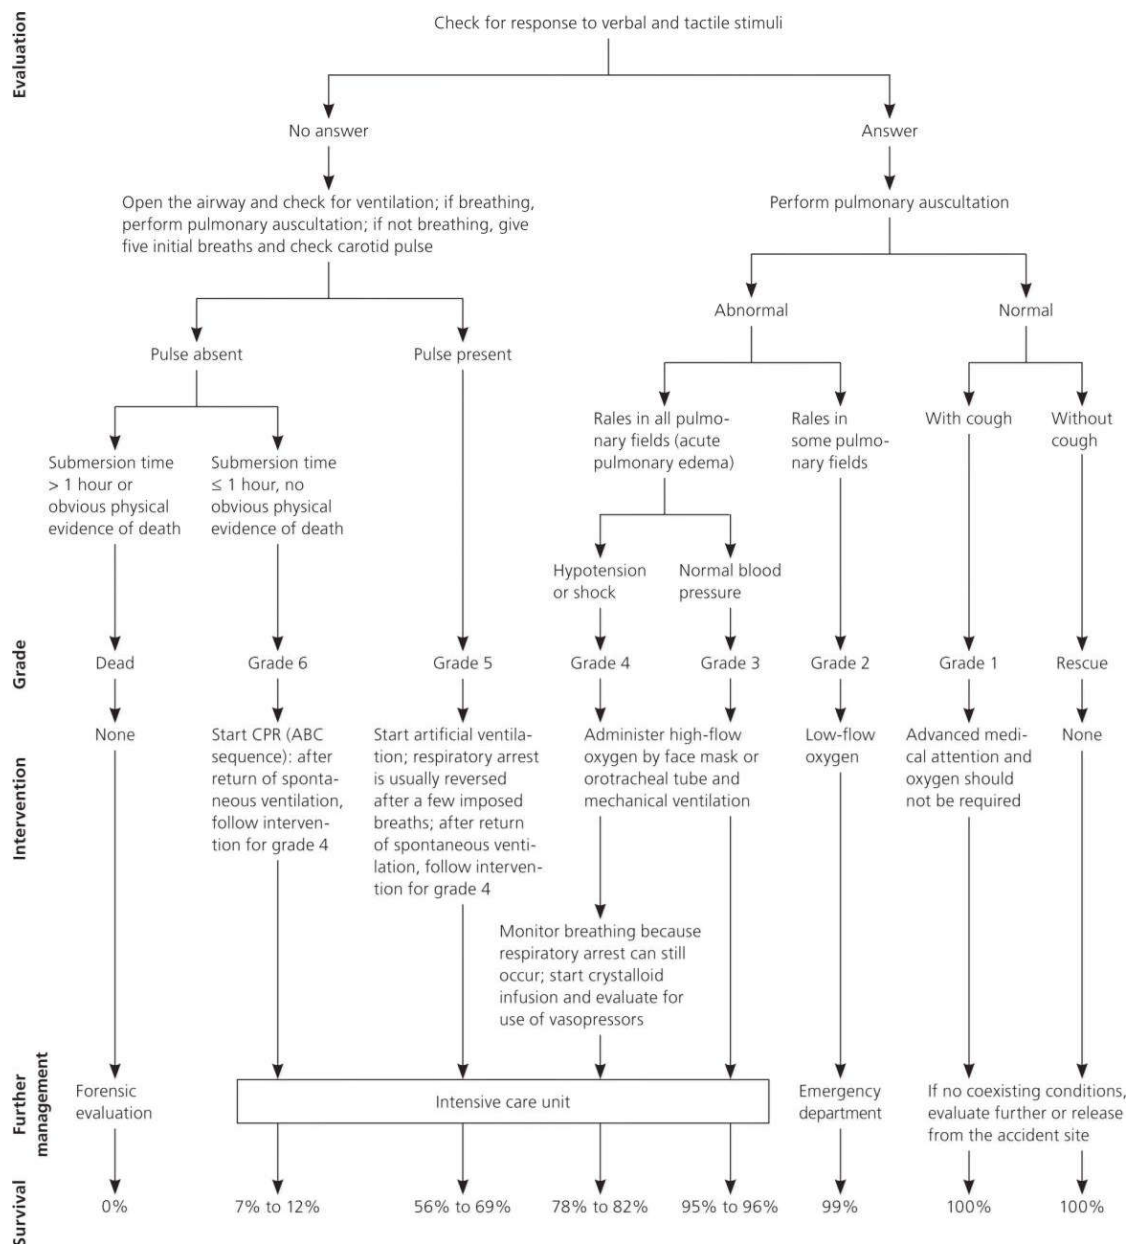 Evaluation
Check for response to verbal and tactile stimuli
No answer
Answer
Open the airway and check for ventilation; if breathing,
perform pulmonary auscultation; if not breathing, give
five initial breaths and check carotid pulse
Perform pulmonary auscultation
Abnormal
Normal
Pulse absent
Pulse present
Rales in all pulmo-
nary fields (acute
pulmonary edema)
Rales in
some pulmo-
nary fields
With cough
Without
cough
Submersion time
> 1 hour or
obvious physical
evidence of death
Submersion time
≤ 1 hour, no
obvious physical
evidence of death
Hypotension
or shock
Normal blood
pressure
Grade
Dead
Grade 6
Grade 5
Grade 4
Grade 3
Grade 2
Grade 1
Rescue
Intervention
None
Start CPR (ABC
sequence): after
return of sponta-
neous ventilation,
follow interven-
tion for grade 4
Start artificial ventila-
tion; respiratory arrest
is usually reversed
after a few imposed
breaths; after return
of spontaneous venti-
lation, follow interven-
tion for grade 4
Administer high-flow
oxygen by face mask or
orotracheal tube and
mechanical ventilation
Low-flow
oxygen
Advanced medi-
cal attention and
oxygen should
not be required
None
Monitor breathing because
respiratory arrest can still
occur; start crystalloid
infusion and evaluate for
use of vasopressors
Further
management
Forensic
evaluation
Intensive care unit
Emergency
department
If no coexisting conditions,
evaluate further or release
from the accident site
Survival
0%
7% to 12%
56% to 69%
78% to 82%
95% to 96%
99%
100%
100%